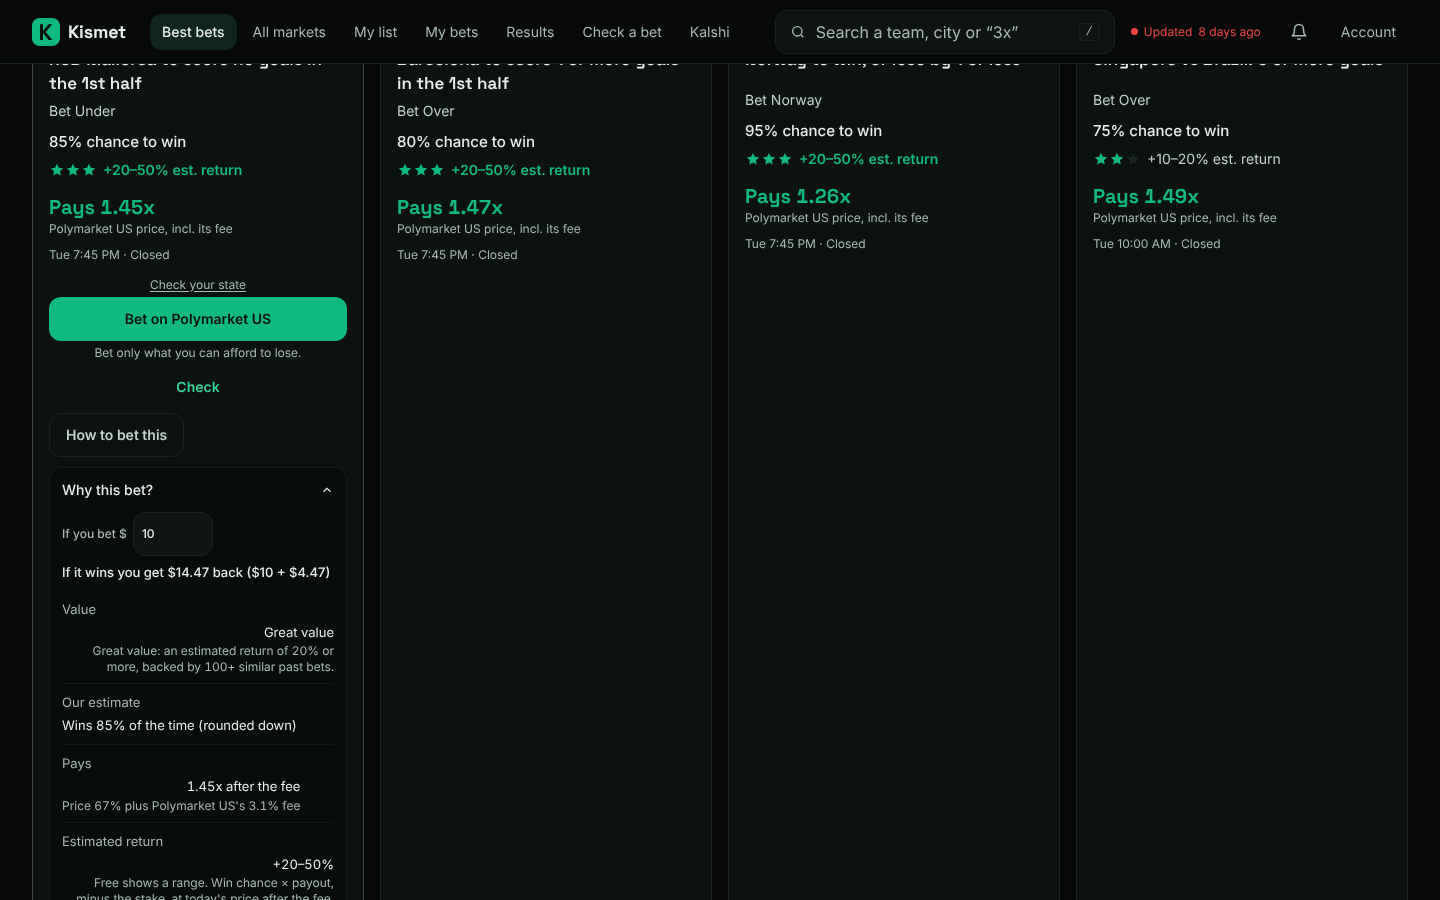 Kismet
Best bets
All markets
My list
My bets
Results
Check a bet
Kalshi
Search a team, city or “3x”
/
Updated 8 days ago
Account
the 1st half
Bet Under
85% chance to win
+20–50% est. return
Pays 1.45x
Polymarket US price, incl. its fee
Tue 7:45 PM · Closed
Check your state
Bet on Polymarket US
Bet only what you can afford to lose.
Check
How to bet this
Why this bet?
If you bet $ 10
If it wins you get $14.47 back ($10 + $4.47)
Value
Great value
Great value: an estimated return of 20% or
more, backed by 100+ similar past bets.
Our estimate
Wins 85% of the time (rounded down)
Pays
1.45x after the fee
Price 67% plus Polymarket US's 3.1% fee
Estimated return
+20–50%
Free shows a range. Win chance × payout,
minus the stake, at today's price after the fee.
in the 1st half
Bet Over
80% chance to win
+20–50% est. return
Pays 1.47x
Polymarket US price, incl. its fee
Tue 7:45 PM · Closed
Bet Norway
95% chance to win
+20–50% est. return
Pays 1.26x
Polymarket US price, incl. its fee
Tue 7:45 PM · Closed
Bet Over
75% chance to win
+10–20% est. return
Pays 1.49x
Polymarket US price, incl. its fee
Tue 10:00 AM · Closed